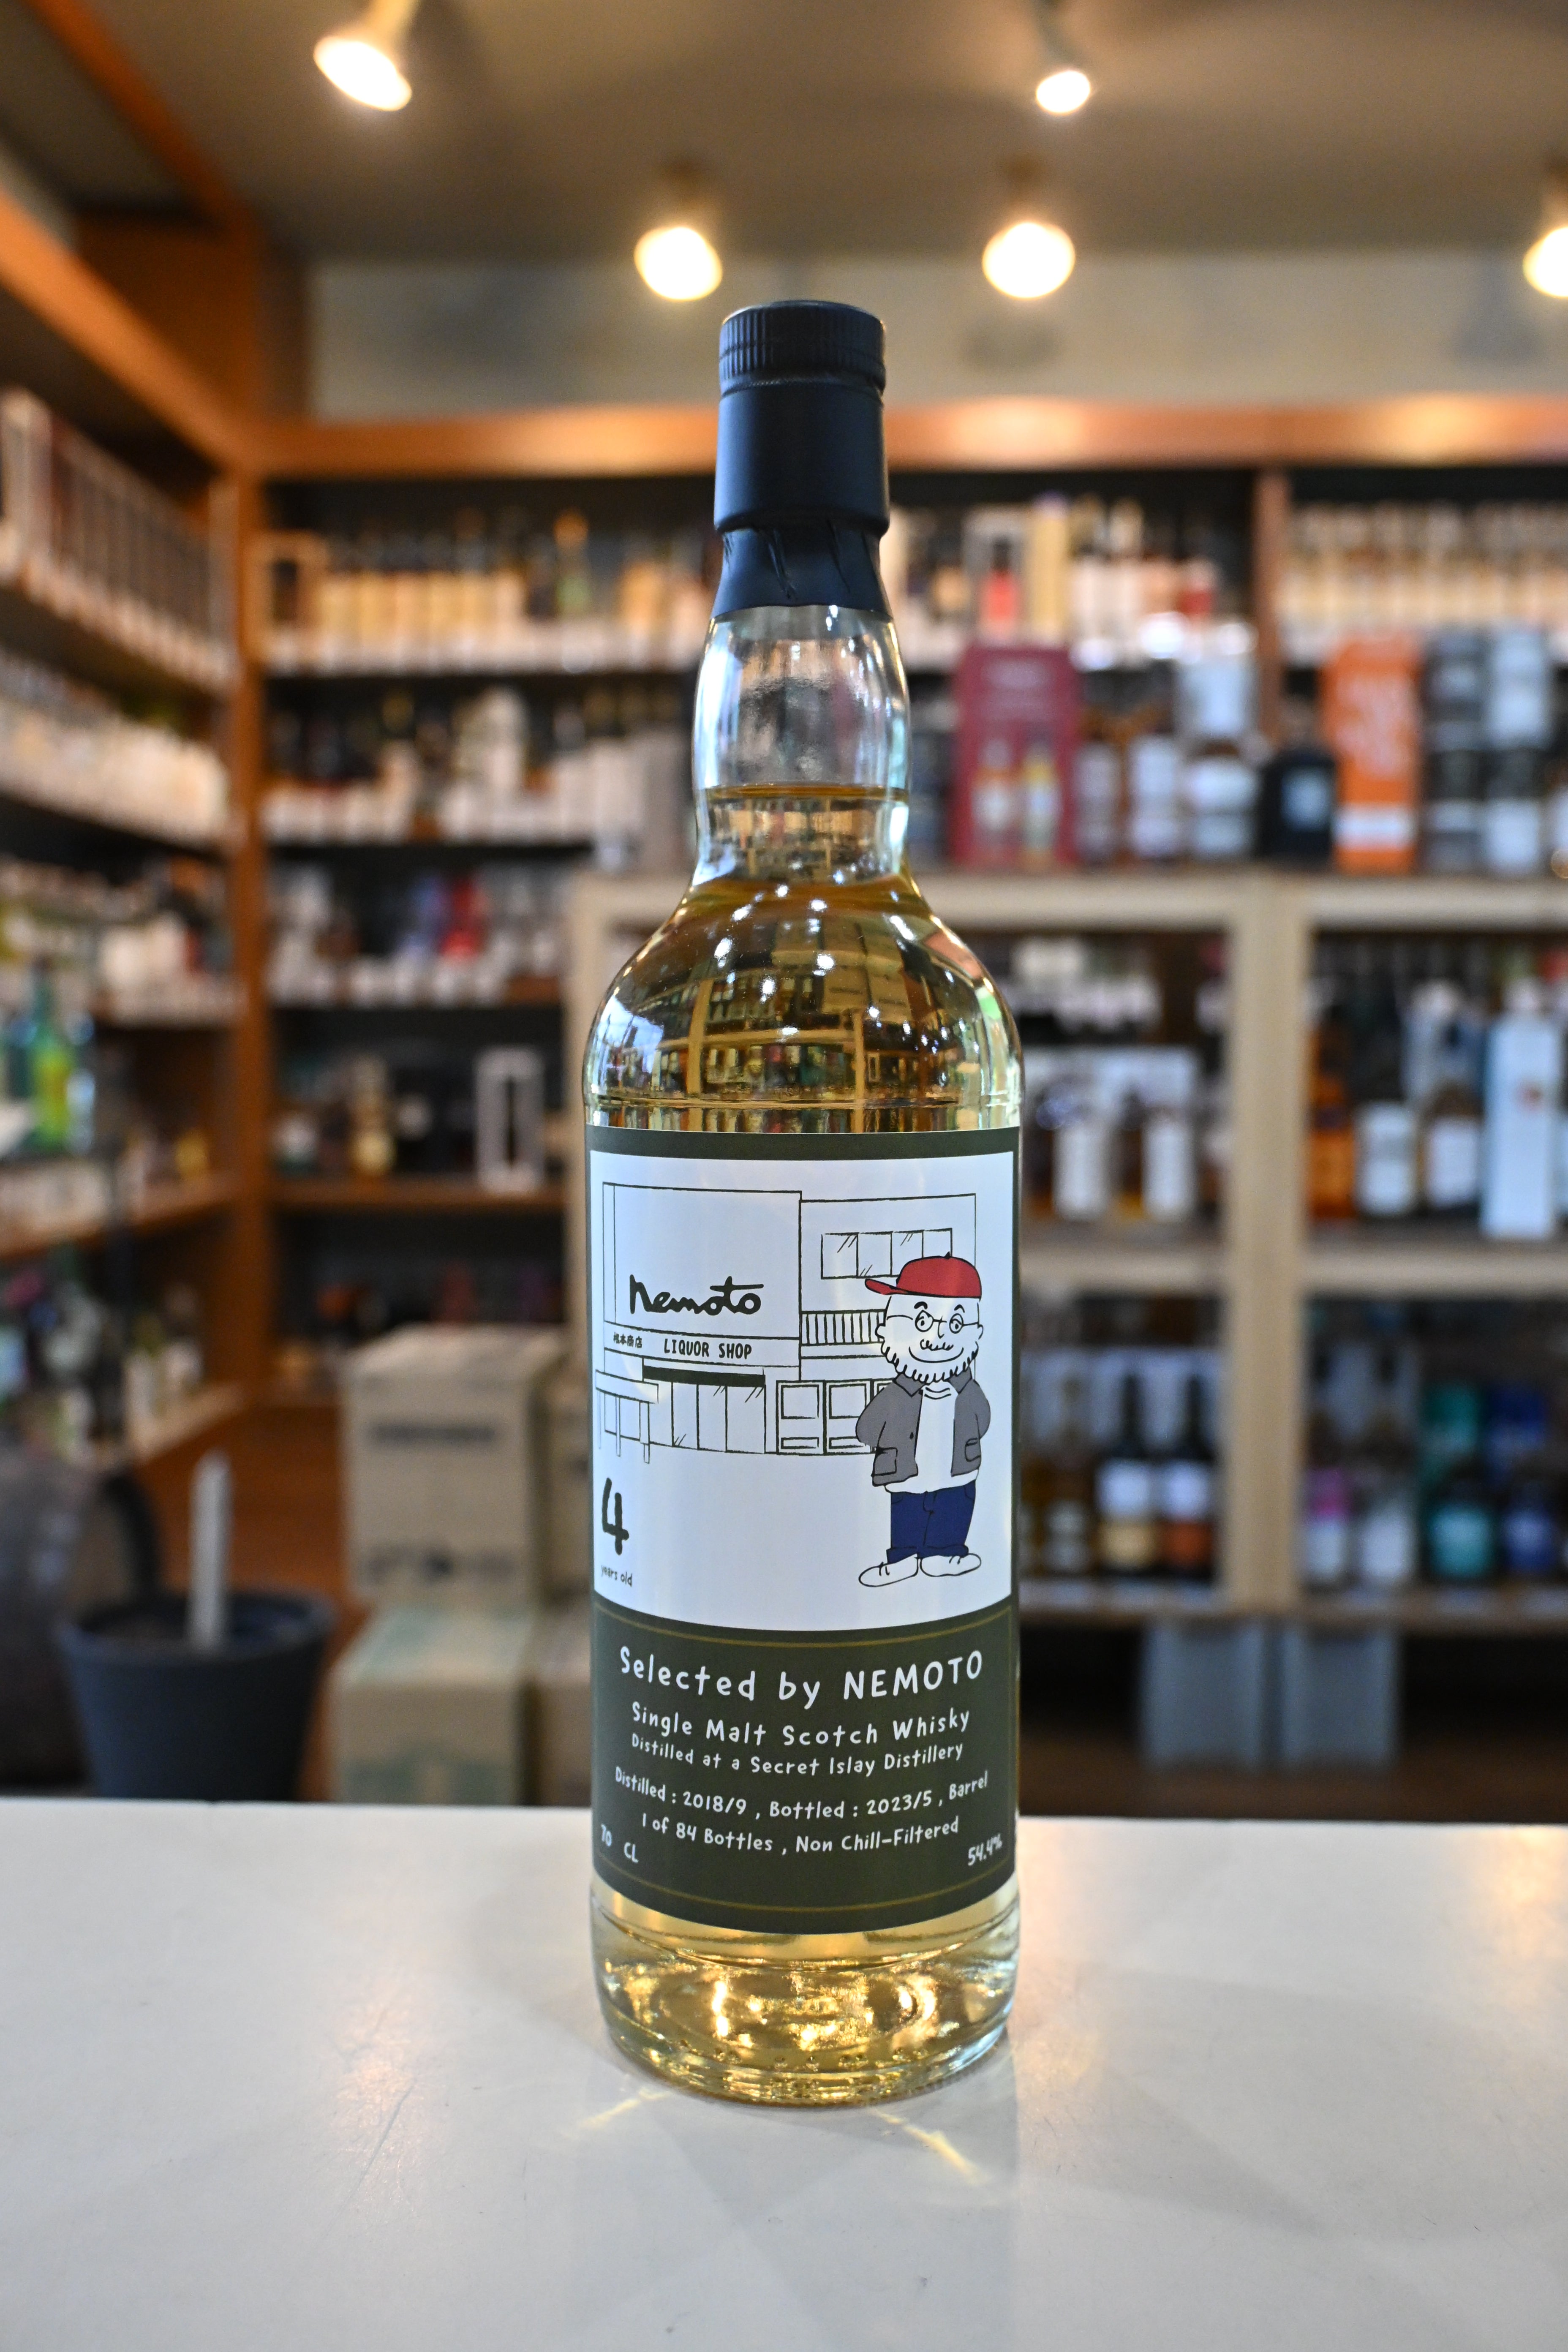 Nemoto
根本商店 LIQUOR SHOP
4
years old
Selected by NEMOTO
Single Malt Scotch Whisky
Distilled at a Secret Islay Distillery
Distilled : 2018/9 , Bottled : 2023/5 , Barrel
1 of 84 Bottles , Non Chill-Filtered
70 CL 54.4%